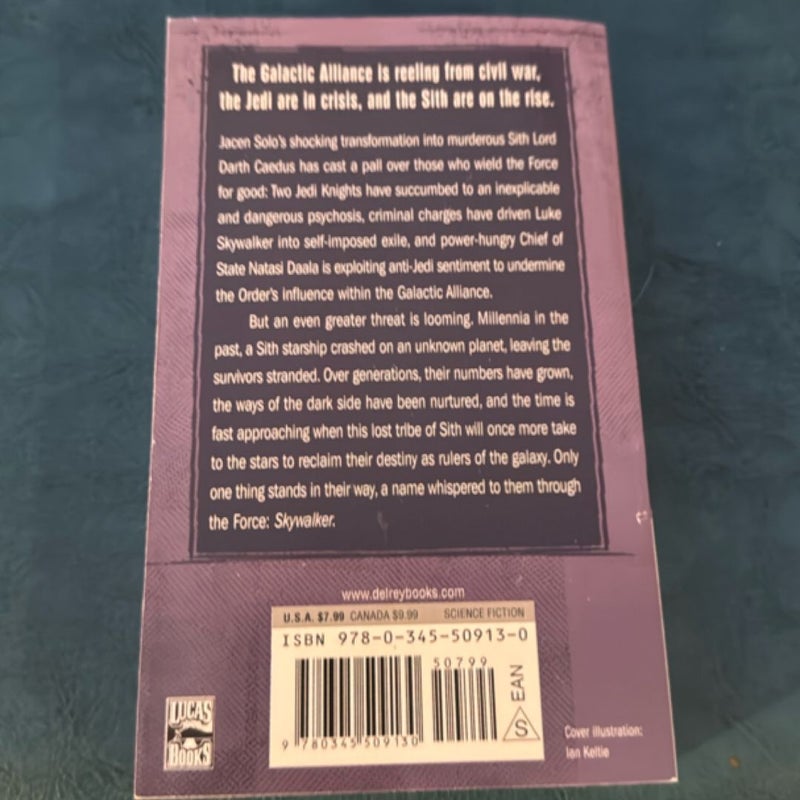 The Galactic Alliance is reeling from civil war,
the Jedi are in crisis, and the Sith are on the rise.
Jacen Solo's shocking transformation into murderous Sith Lord
Darth Caedus has cast a pall over those who wield the Force
for good: Two Jedi Knights have succumbed to an inexplicable
and dangerous psychosis, criminal charges have driven Luke
Skywalker into self-imposed exile, and power-hungry Chief of
State Natasi Daala is exploiting anti-Jedi sentiment to undermine
the Order's influence within the Galactic Alliance.
But an even greater threat is looming. Millennia in the
past, a Sith starship crashed on an unknown planet, leaving the
survivors stranded. Over generations, their numbers have grown,
the ways of the dark side have been nurtured, and the time is
fast approaching when this lost tribe of Sith will once more take
to the stars to reclaim their destiny as rulers of the galaxy. Only
one thing stands in their way, a name whispered to them through
the Force: Skywalker.
www.delreybooks.com
U.S.A. $7.99 CANADA $9.99 SCIENCE FICTION
ISBN 978-0-345-50913-0
50799
EAN
S
9 780345 509130
LUCAS
BOOKS
Cover illustration:
Ian Keltie